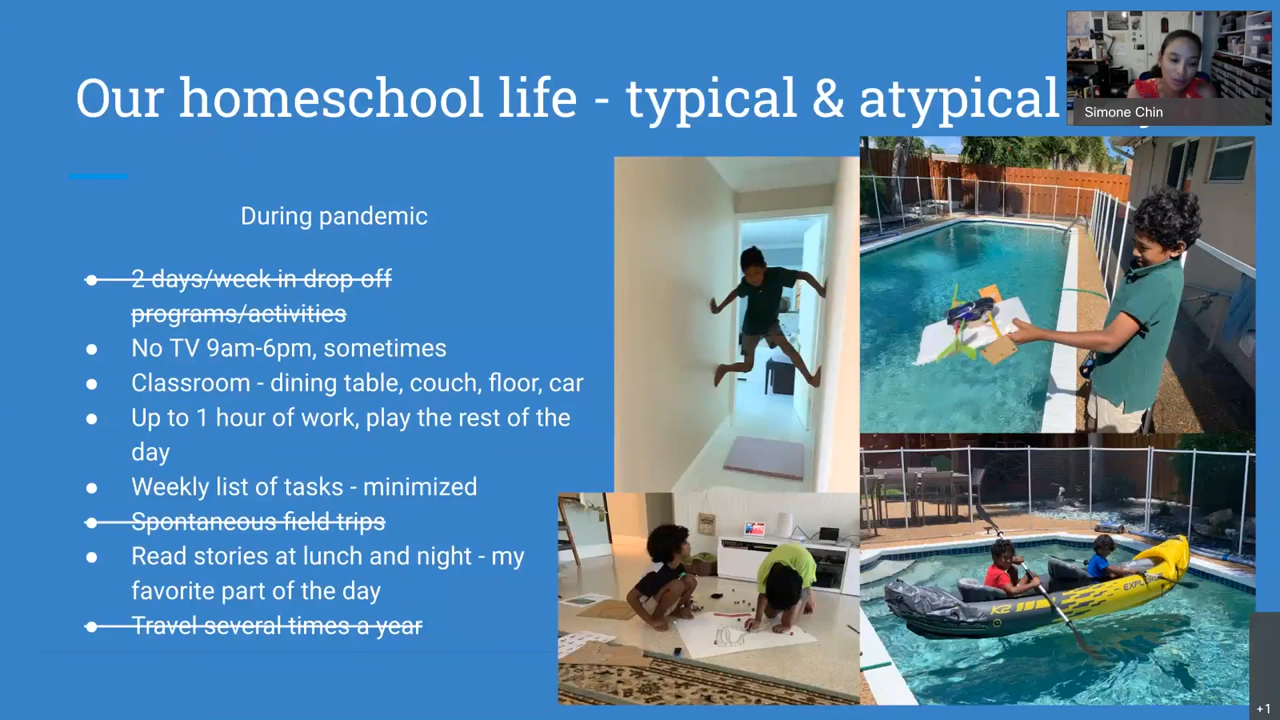 Our homeschool life - typical & atypical
Simone Chin
During pandemic
● 2 days/week in drop off
programs/activities
● No TV 9am-6pm, sometimes
● Classroom - dining table, couch, floor, car
● Up to 1 hour of work, play the rest of the
day
● Weekly list of tasks - minimized
● Spontaneous field trips
● Read stories at lunch and night - my
favorite part of the day
● Travel several times a year
K2
EXPLORER
+1